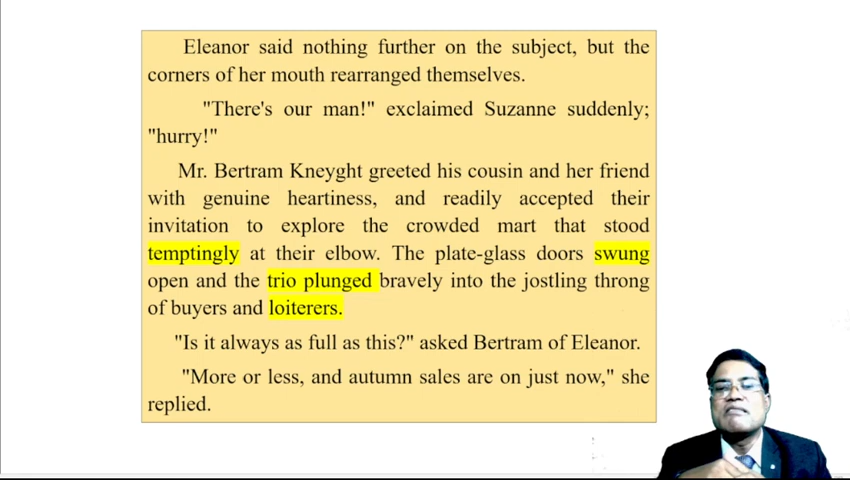 Eleanor said nothing further on the subject, but the
corners of her mouth rearranged themselves.
"There's our man!" exclaimed Suzanne suddenly;
"hurry!"
Mr. Bertram Kneyght greeted his cousin and her friend
with genuine heartiness, and readily accepted their
invitation to explore the crowded mart that stood
temptingly at their elbow. The plate-glass doors swung
open and the trio plunged bravely into the jostling throng
of buyers and loiterers.
"Is it always as full as this?" asked Bertram of Eleanor.
"More or less, and autumn sales are on just now," she
replied.